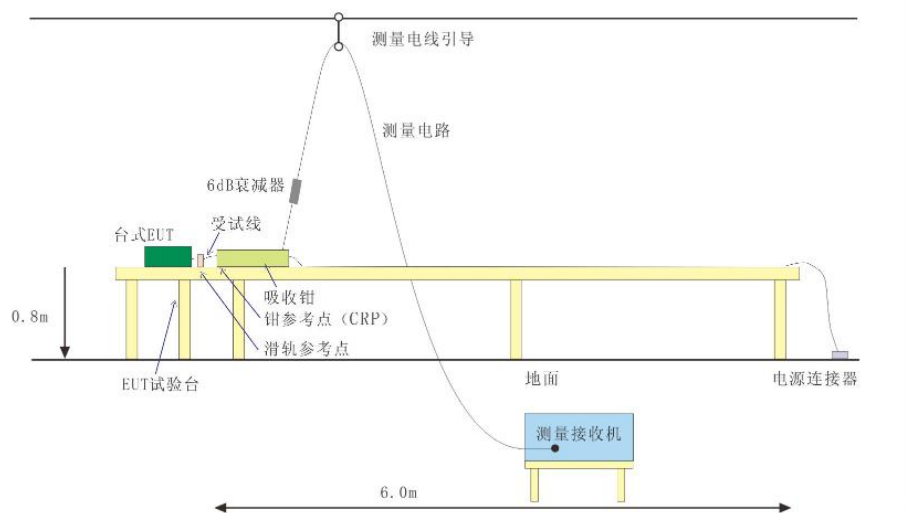 测量电线引导
测量电路
6dB衰减器
受试线
台式EUT
吸收钳
钳参考点（CRP）
0.8m
滑轨参考点
EUT试验台
地面
电源连接器
测量接收机
6.0m